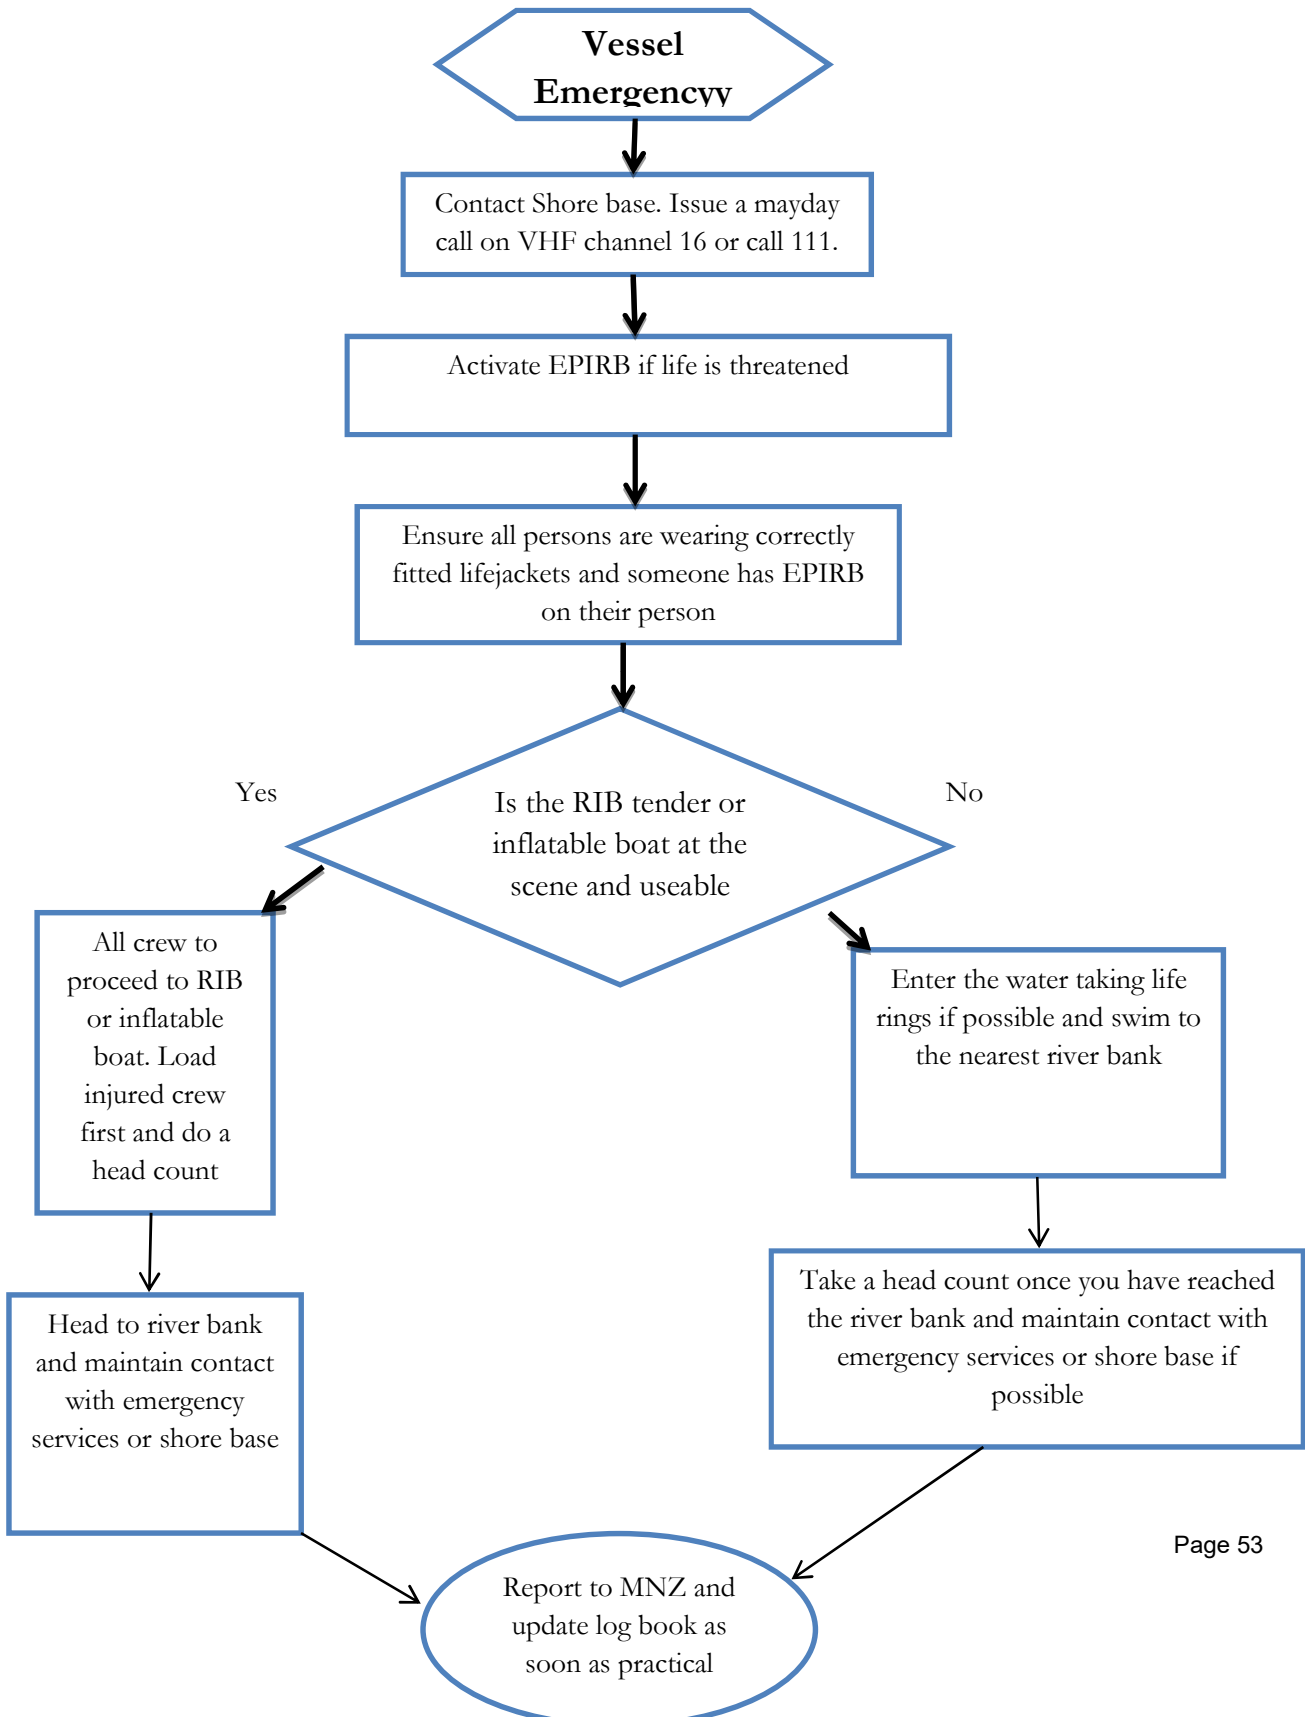 Vessel
Emergencyy
Contact Shore base. Issue a mayday
call on VHF channel 16 or call 111.
Activate EPIRB if life is threatened
Ensure all persons are wearing correctly
fitted lifejackets and someone has EPIRB
on their person
Yes
No
Is the RIB tender or
inflatable boat at the
scene and useable
All crew to
proceed to RIB
or inflatable
boat. Load
injured crew
first and do a
head count
Enter the water taking life
rings if possible and swim to
the nearest river bank
Head to river bank
and maintain contact
with emergency
services or shore base
Take a head count once you have reached
the river bank and maintain contact with
emergency services or shore base if
possible
Page 53
Report to MNZ and
update log book as
soon as practical